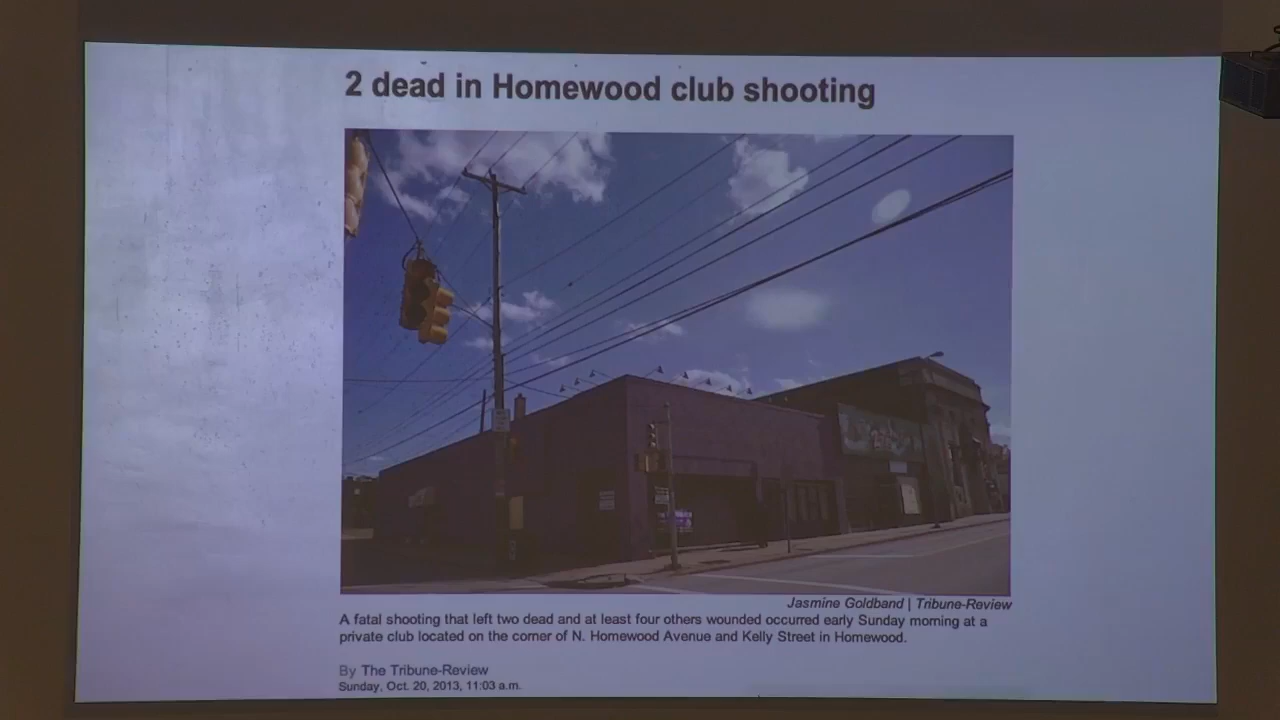 2 dead in Homewood club shooting
Jasmine Goldband | Tribune-Review
A fatal shooting that left two dead and at least four others wounded occurred early Sunday morning at a
private club located on the corner of N. Homewood Avenue and Kelly Street in Homewood.
By The Tribune-Review
Sunday, Oct. 20, 2013, 11:03 a.m.